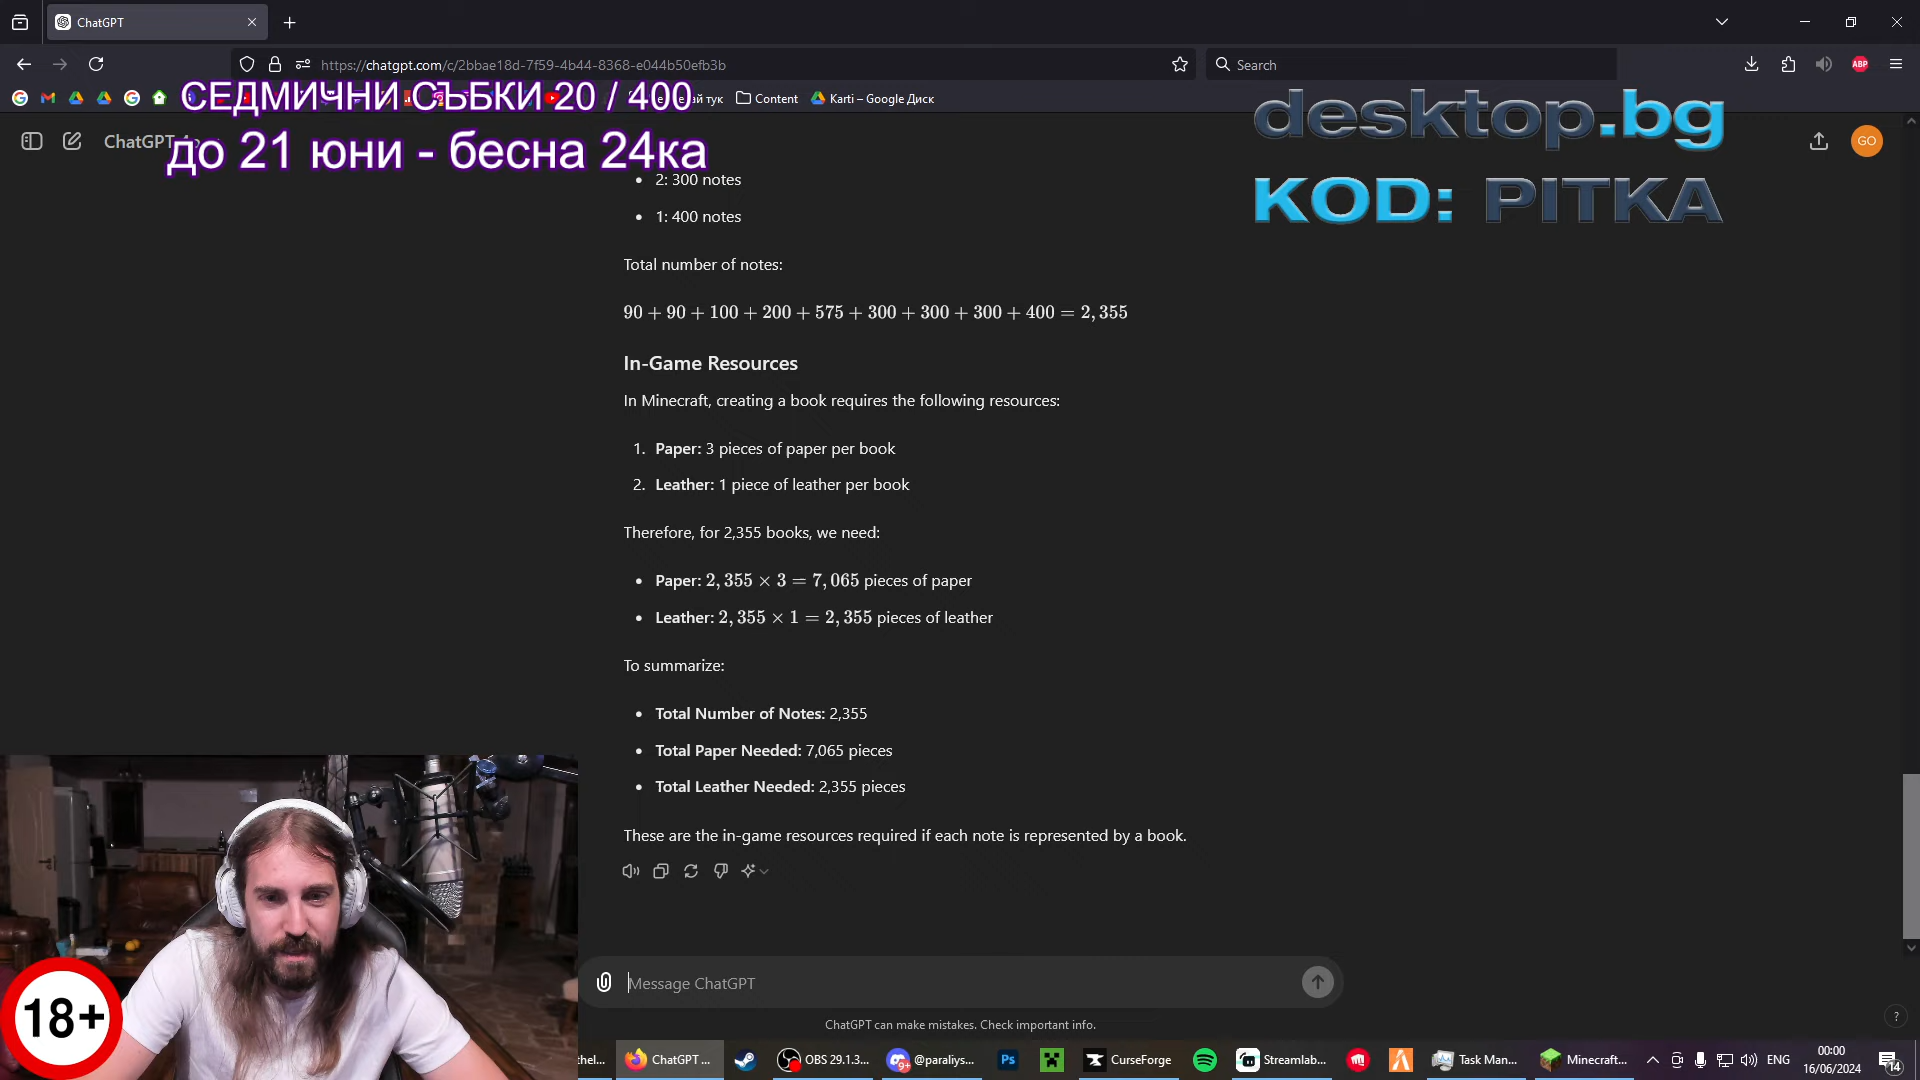 ChatGPT
https://chatgpt.com/c/2bbae18d-7f59-4b44-8368-e044b50efb3b
Search
ABP
СЕДМИЧНИ СЪБКИ 20 / 400
тук
Content
Karti – Google Диск
до 21 юни - бесна 24ка
desktop.bg
KOD: PITKA
ChatGPT
GO
2: 300 notes
1: 400 notes
Total number of notes:
90 + 90 + 100 + 200 + 575 + 300 + 300 + 300 + 400 = 2, 355
In-Game Resources
In Minecraft, creating a book requires the following resources:
1. Paper: 3 pieces of paper per book
2. Leather: 1 piece of leather per book
Therefore, for 2,355 books, we need:
Paper: 2, 355 × 3 = 7, 065 pieces of paper
Leather: 2, 355 × 1 = 2, 355 pieces of leather
To summarize:
Total Number of Notes: 2,355
Total Paper Needed: 7,065 pieces
Total Leather Needed: 2,355 pieces
These are the in-game resources required if each note is represented by a book.
Message ChatGPT
18+
ChatGPT can make mistakes. Check important info.
?
thel...
ChatGPT ...
OBS 29.1.3...
9+
@paraliys...
Ps
CurseForge
Streamlab...
Task Man...
Minecraft...
ENG
00:00
16/06/2024
14